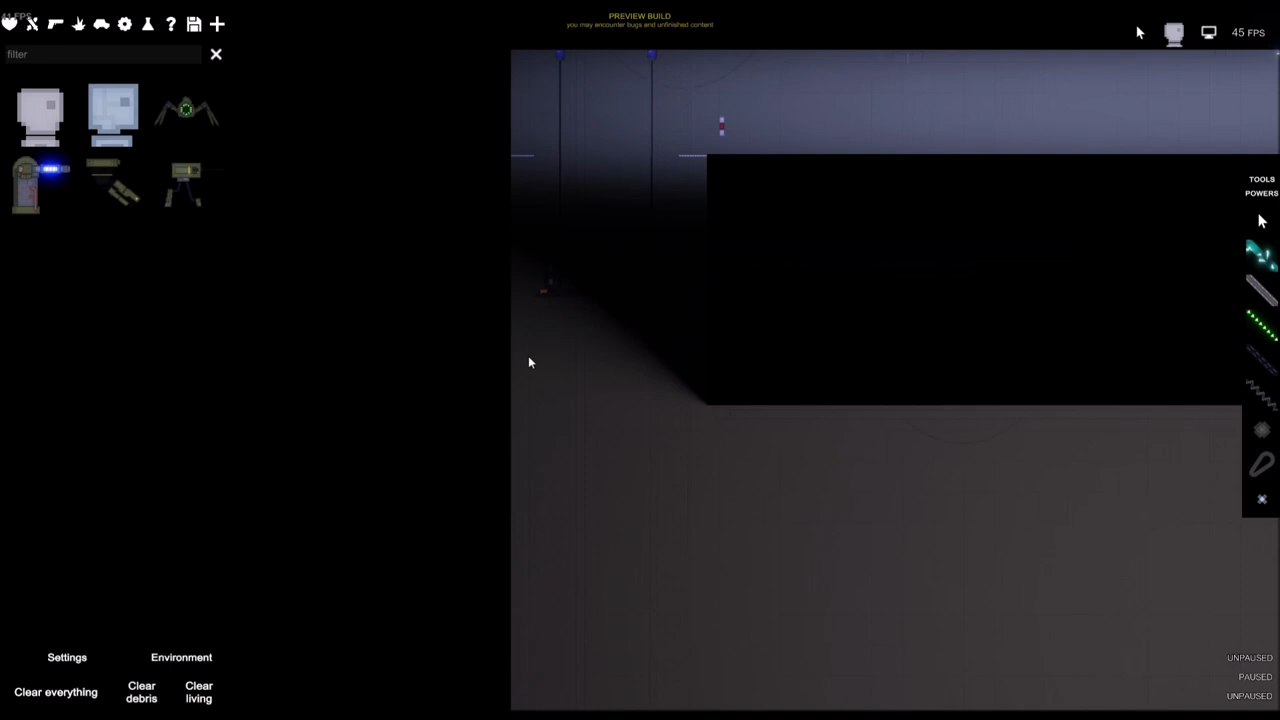 PREVIEW BUILD
you may encounter bugs and unfinished content
45 FPS
filter
TOOLS
POWERS
Settings
Environment
Clear everything
Clear debris
Clear living
UNPAUSED
PAUSED
UNPAUSED